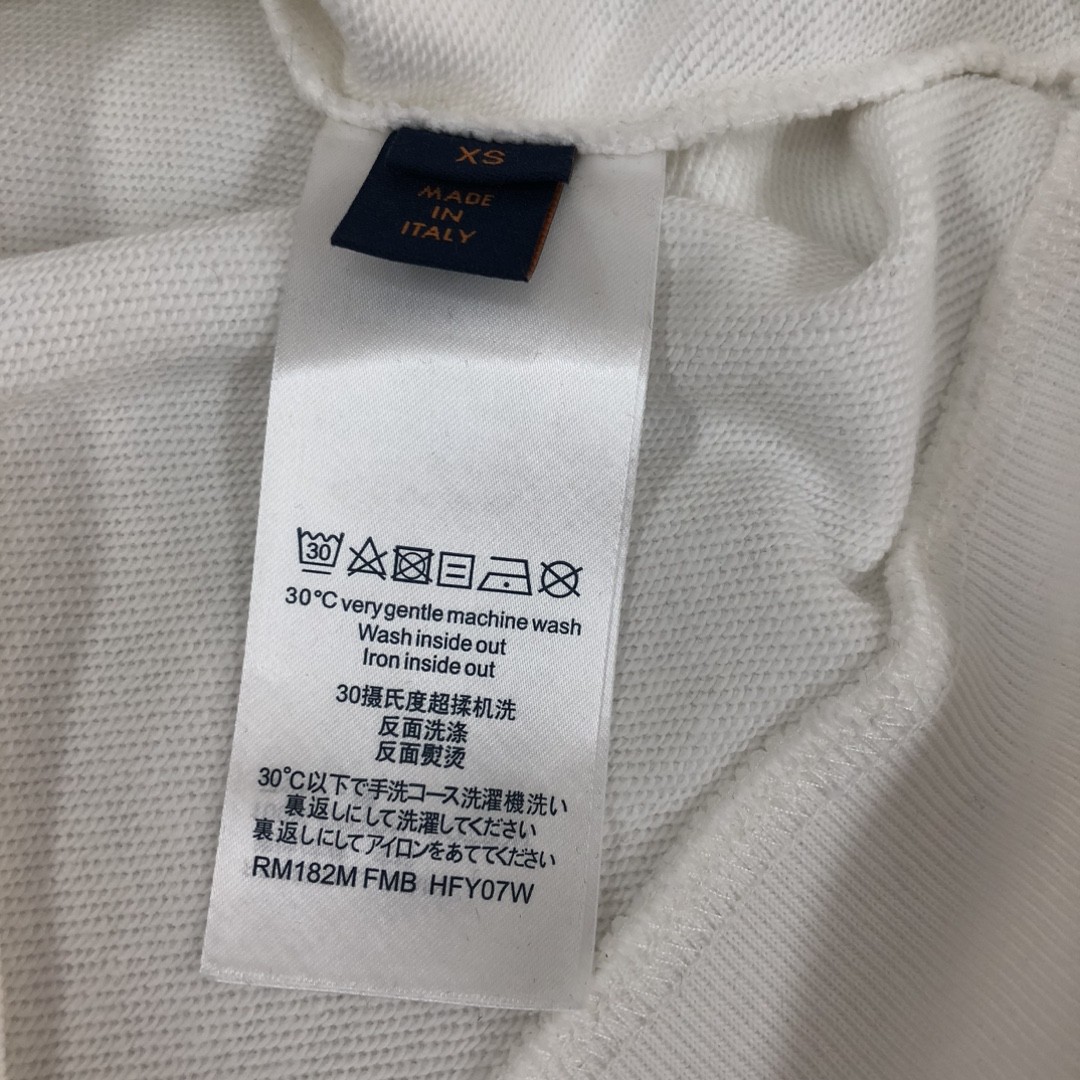 XS
MADE
IN
ITALY
30
30°C very gentle machine wash
Wash inside out
Iron inside out
30摄氏度超揉机洗
反面洗涤
反面熨烫
30°C以下で手洗コース洗濯機洗い
裏返しにして洗濯してください
裏返しにしてアイロンをあててください
RM182M FMB HFY07W